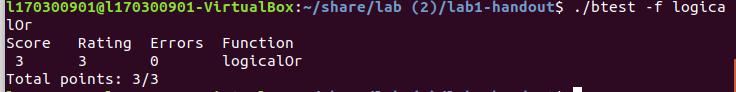 l170300901@l170300901-VirtualBox:~/share/lab (2)/lab1-handout$ ./btest -f logica
lOr
Score Rating Errors Function
3 3 0 logicalOr
Total points: 3/3